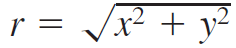 r = √x² + y²